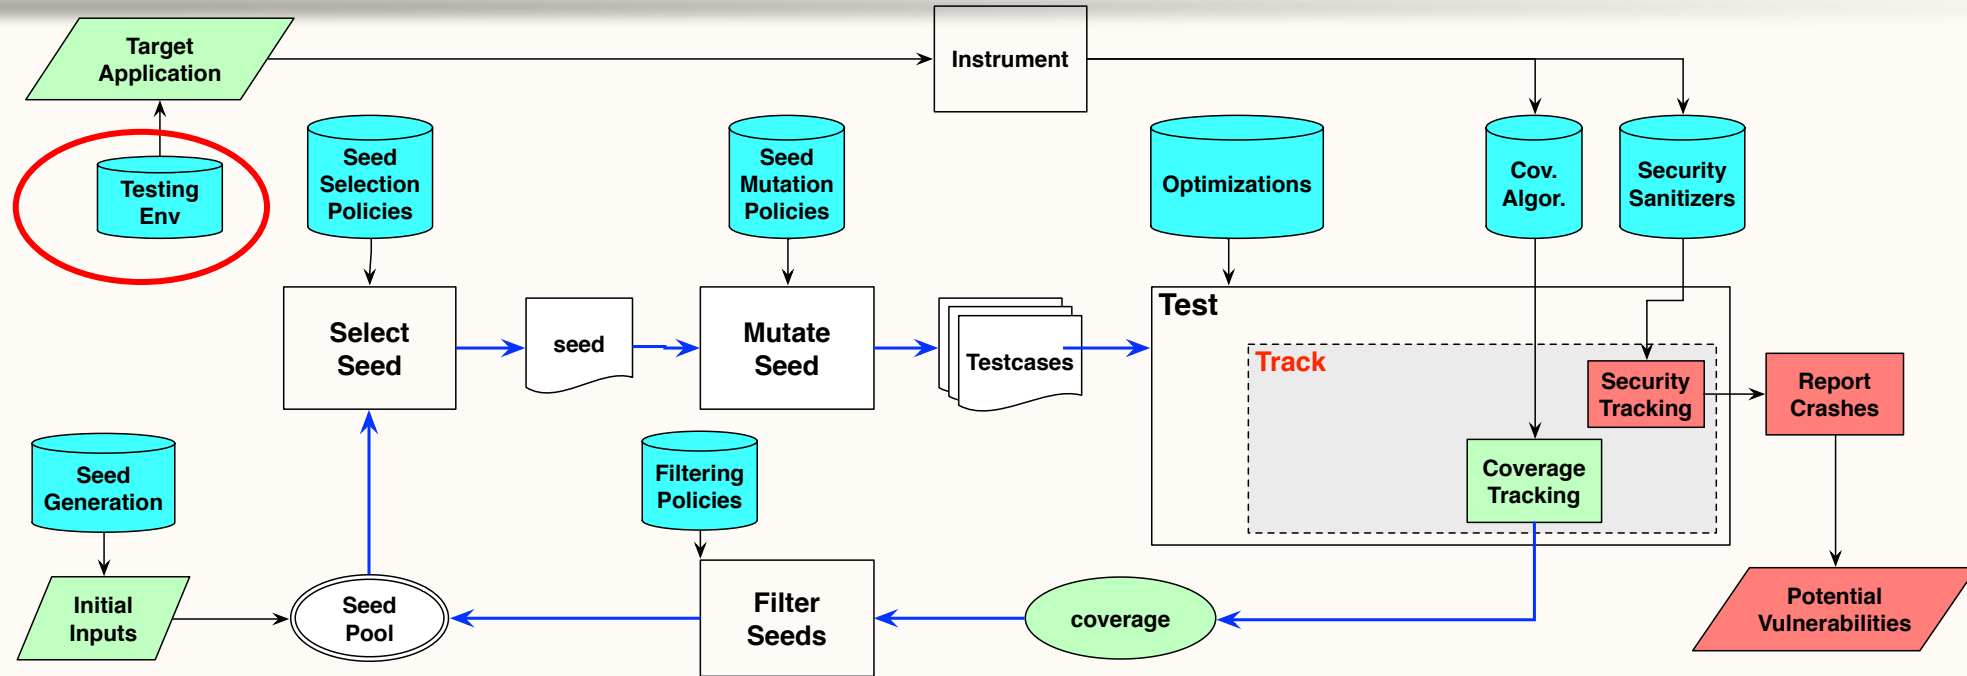 Target
Application
Instrument
Testing
Env
Seed
Selection
Policies
Seed
Mutation
Policies
Optimizations
Cov.
Algor.
Security
Sanitizers
Select
Seed
seed
Mutate
Seed
Testcases
Test
Track
Security
Tracking
Report
Crashes
Coverage
Tracking
Seed
Generation
Filtering
Policies
Initial
Inputs
Seed
Pool
Filter
Seeds
coverage
Potential
Vulnerabilities